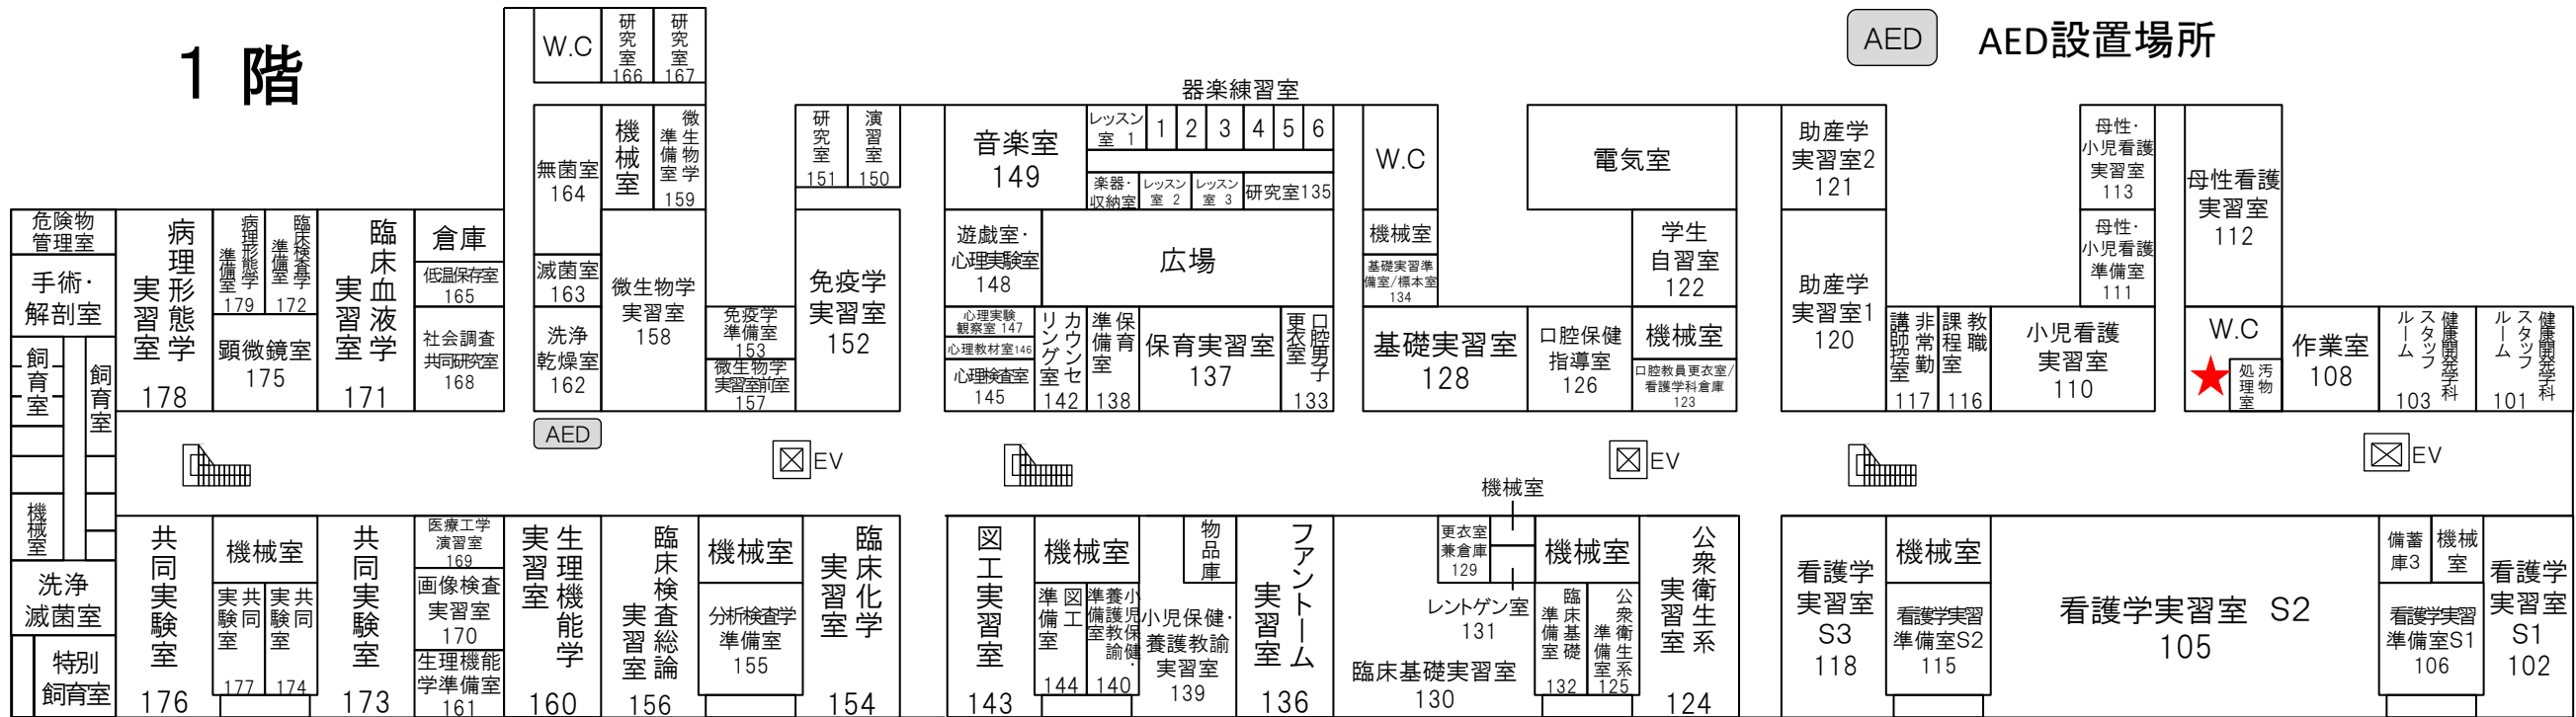 1 階
AED
AED設置場所
W.C
研究室
166
研究室
167
器楽練習室
無菌室
164
機械室
微生物学
準備室
159
研究室
151
演習室
150
音楽室
149
レッスン
室 1
1
2
3
4
5
6
楽器・
収納室
レッスン
室 2
レッスン
室 3
研究室135
W.C
電気室
助産学
実習室2
121
母性・
小児看護
実習室
113
母性看護
実習室
112
危険物
管理室
手術・
解剖室
病理形態学
実習室
178
病理形態学
準備室
179
臨床検査学
準備室
172
顕微鏡室
175
臨床血液学
実習室
171
倉庫
低温保存室
165
社会調査
共同研究室
168
滅菌室
163
洗浄
乾燥室
162
微生物学
実習室
158
免疫学
準備室
153
微生物学
実習室前室
157
免疫学
実習室
152
遊戯室・
心理実験室
148
広場
心理実験
観察室 147
心理教材室146
心理検査室
145
カウンセ
リング室
142
保育
準備室
138
保育実習室
137
口腔男子
更衣室
133
機械室
基礎実習準
備室/標本室
134
基礎実習室
128
口腔保健
指導室
126
学生
自習室
122
機械室
口腔教員更衣室/
看護学科倉庫
123
助産学
実習室1
120
非常勤
講師控室
117
教職
課程室
116
小児看護
実習室
110
母性・
小児看護
準備室
111
W.C
汚物
処理室
作業室
108
健康開発学科
スタッフ
ルーム
103
健康開発学科
スタッフ
ルーム
101
飼育室
飼育室
AED
EV
EV
EV
機械室
洗浄
滅菌室
特別
飼育室
共同実験室
176
機械室
共同
実験室
177
共同
実験室
174
共同実験室
173
医療工学
演習室
169
画像検査
実習室
170
生理機能
学準備室
161
生理機能学
実習室
160
臨床検査総論
実習室
156
機械室
分析検査学
準備室
155
臨床化学
実習室
154
図工実習室
143
機械室
図工
準備室
144
小児保健・
養護教諭
準備室
140
物品庫
小児保健・
養護教諭
実習室
139
ファントーム
実習室
136
機械室
更衣室
兼倉庫
129
レントゲン室
131
臨床基礎実習室
130
機械室
臨床基礎
準備室
132
公衆衛生系
準備室
125
公衆衛生系
実習室
124
看護学
実習室
S3
118
機械室
看護学実習
準備室S2
115
看護学実習室 S2
105
備蓄
庫3
機械
室
看護学実習
準備室S1
106
看護学
実習室
S1
102